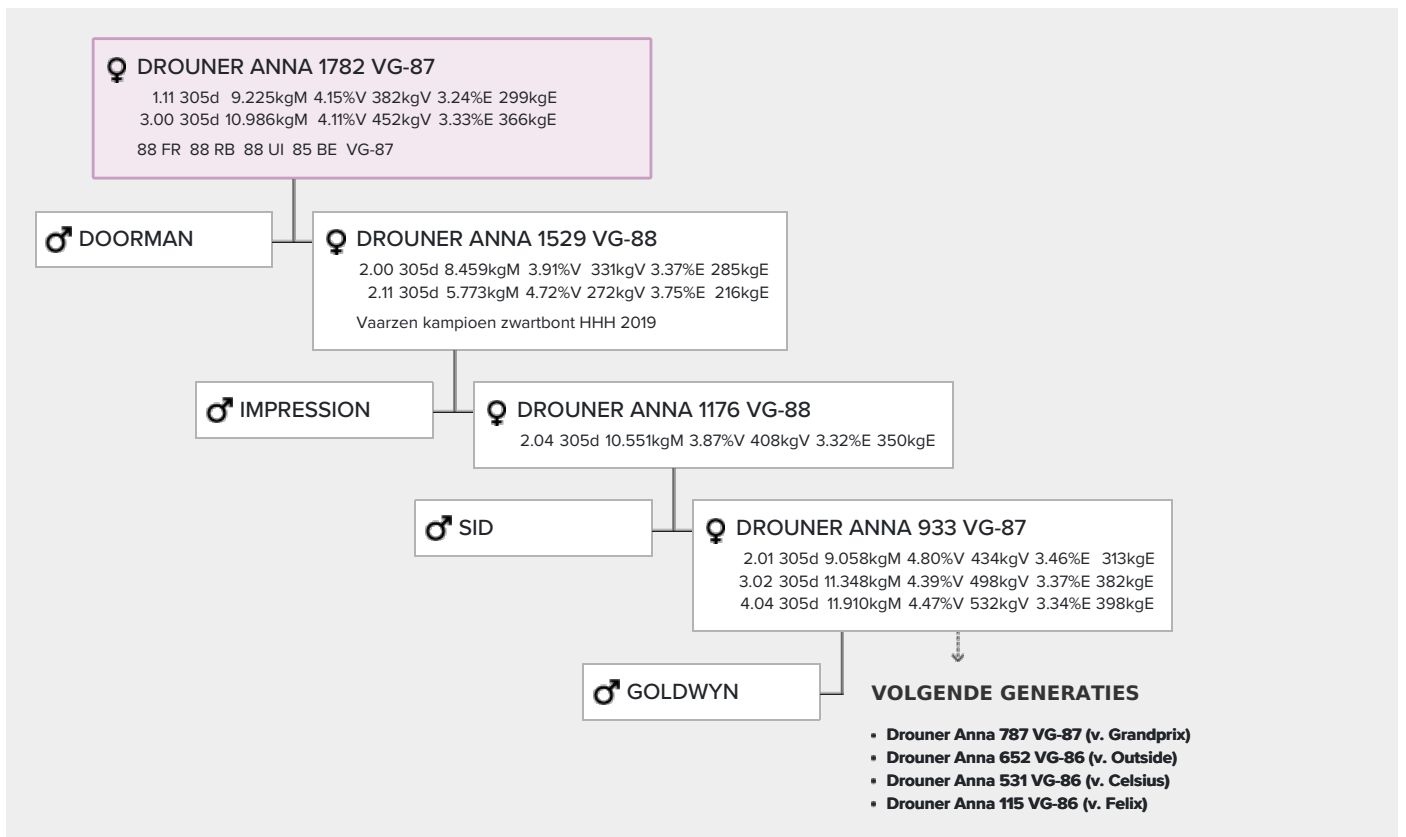 DROUNER ANNA 1782 VG-87
1.11 305d 9.225kgM 4.15%V 382kgV 3.24%E 299kgE
3.00 305d 10.986kgM 4.11%V 452kgV 3.33%E 366kgE
88 FR 88 RB 88 UI 85 BE VG-87
DOORMAN
DROUNER ANNA 1529 VG-88
2.00 305d 8.459kgM 3.91%V 331kgV 3.37%E 285kgE
2.11 305d 5.773kgM 4.72%V 272kgV 3.75%E 216kgE
Vaarzen kampioen zwartbont HHH 2019
IMPRESSION
DROUNER ANNA 1176 VG-88
2.04 305d 10.551kgM 3.87%V 408kgV 3.32%E 350kgE
SID
DROUNER ANNA 933 VG-87
2.01 305d 9.058kgM 4.80%V 434kgV 3.46%E 313kgE
3.02 305d 11.348kgM 4.39%V 498kgV 3.37%E 382kgE
4.04 305d 11.910kgM 4.47%V 532kgV 3.34%E 398kgE
GOLDWYN
VOLGENDE GENERATIES
• Drouner Anna 787 VG-87 (v. Grandprix)
• Drouner Anna 652 VG-86 (v. Outside)
• Drouner Anna 531 VG-86 (v. Celsius)
• Drouner Anna 115 VG-86 (v. Felix)